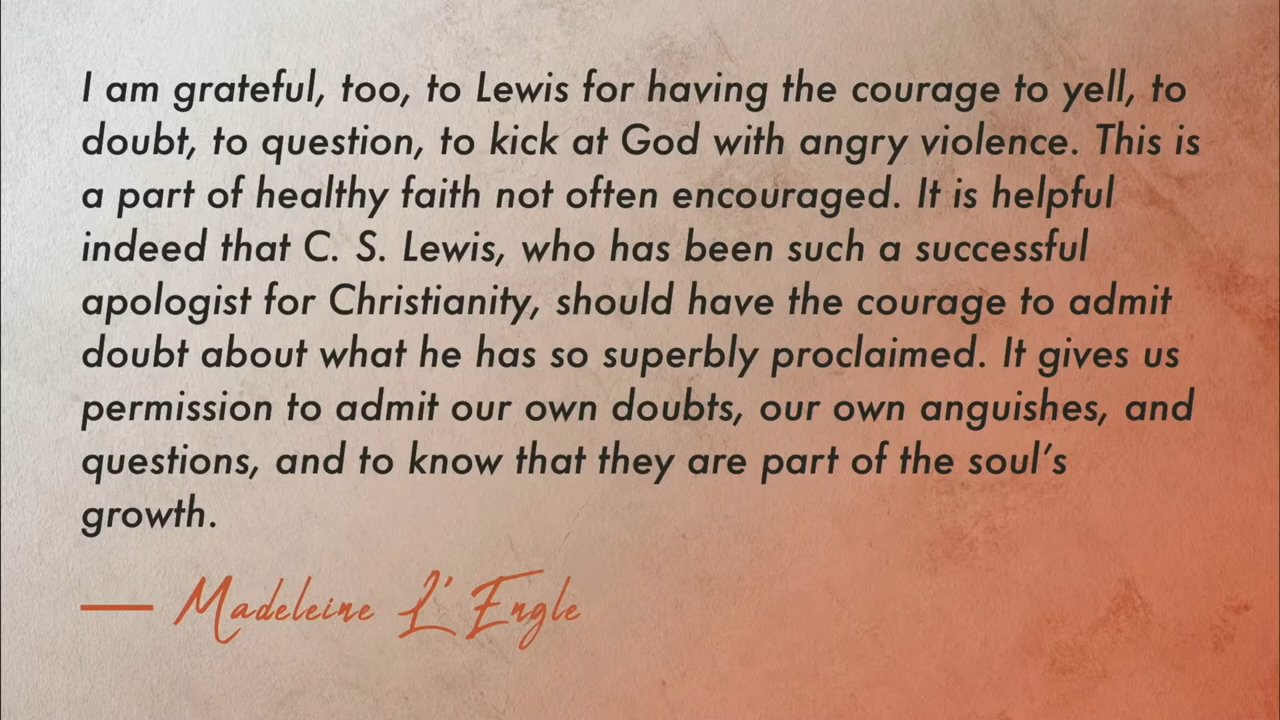 I am grateful, too, to Lewis for having the courage to yell, to
doubt, to question, to kick at God with angry violence. This is
a part of healthy faith not often encouraged. It is helpful
indeed that C. S. Lewis, who has been such a successful
apologist for Christianity, should have the courage to admit
doubt about what he has so superbly proclaimed. It gives us
permission to admit our own doubts, our own anguishes, and
questions, and to know that they are part of the soul’s
growth.
— Madeleine L' Engle